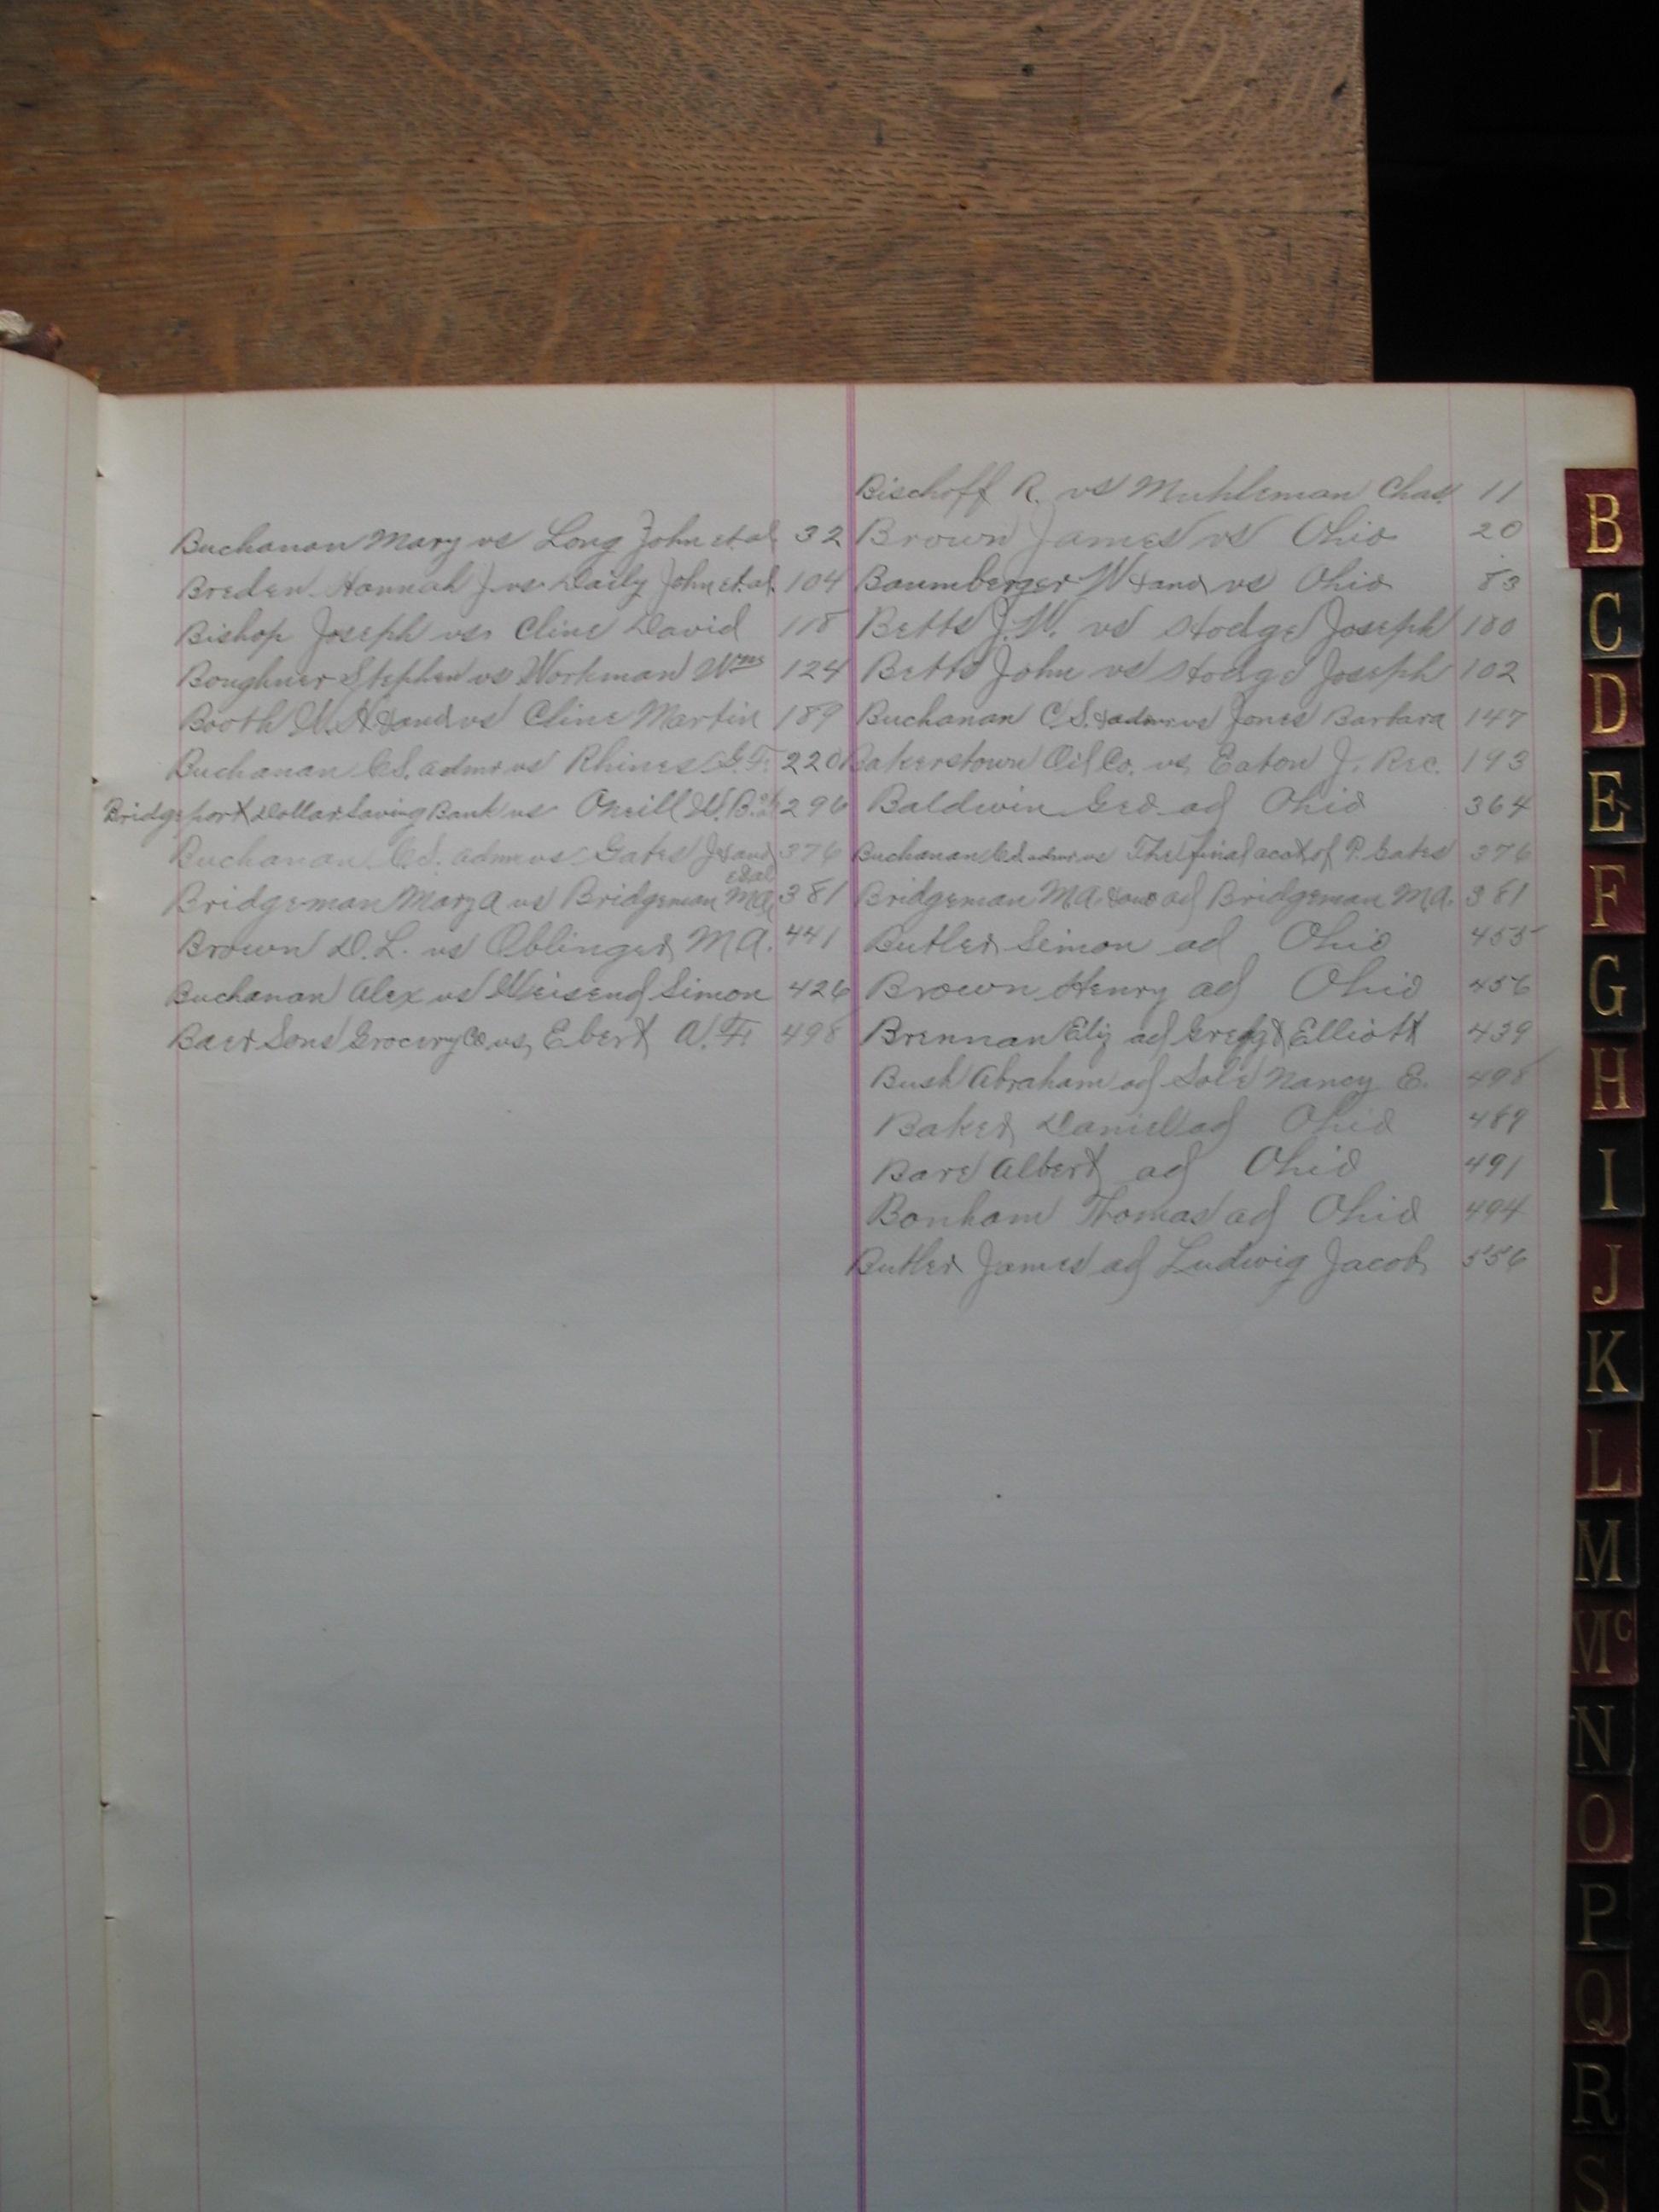 Buchanan Mary vs Long John et al 32
Breden Hannah J. vs Daily John et al 104
Bishop Joseph vs Cline David 118
Boughner Stephen vs Workman Wm 124
Booth &and vs Cline Martin 189
Buchanan C.S. admr vs Rhines G.F. 220
Bridgeport Dollar Saving Bank vs Oneill W.B. 296
Buchanan C.S. admr vs Gates J. &and 376
et al
Bridgeman Mary A vs Bridgeman M A 381
Brown D.L. vs Oblinger M A. 441
Buchanan Alex vs Weisend Simon 426
Baer Sons Grocery Co vs Ebert A. F. 498
Bischoff R. vs Muhleman Chas. 11
Brown James vs Ohio 20
Baumberger W &and vs Ohio 83
Betts J.W. vs Hodge Joseph 180
Betts John vs Hodge Joseph 102
Buchanan C.S. &admr vs Jones Barbara 147
Bakerstown Oil Co. vs Eaton J. Rec. 193
Baldwin Geo ad Ohio 364
Buchanan C.S. admr vs The final acct of P. Gates 376
Bridgeman M.A. &and ad Bridgeman M.A. 381
Butler Simon ad Ohio 455
Brown Henry ad Ohio 456
Brennan Eliz ad Gregg & Elliott 439
Bush Abraham ad Sole Nancy E. 498
Baker Daniel ad Ohio 489
Bare Albert ad Ohio 491
Bonham Thomas ad Ohio 494
Butler James ad Ludwig Jacob 556
B
C
D
E
F
G
H
I
J
K
L
M
Mc
N
O
P
Q
R
S